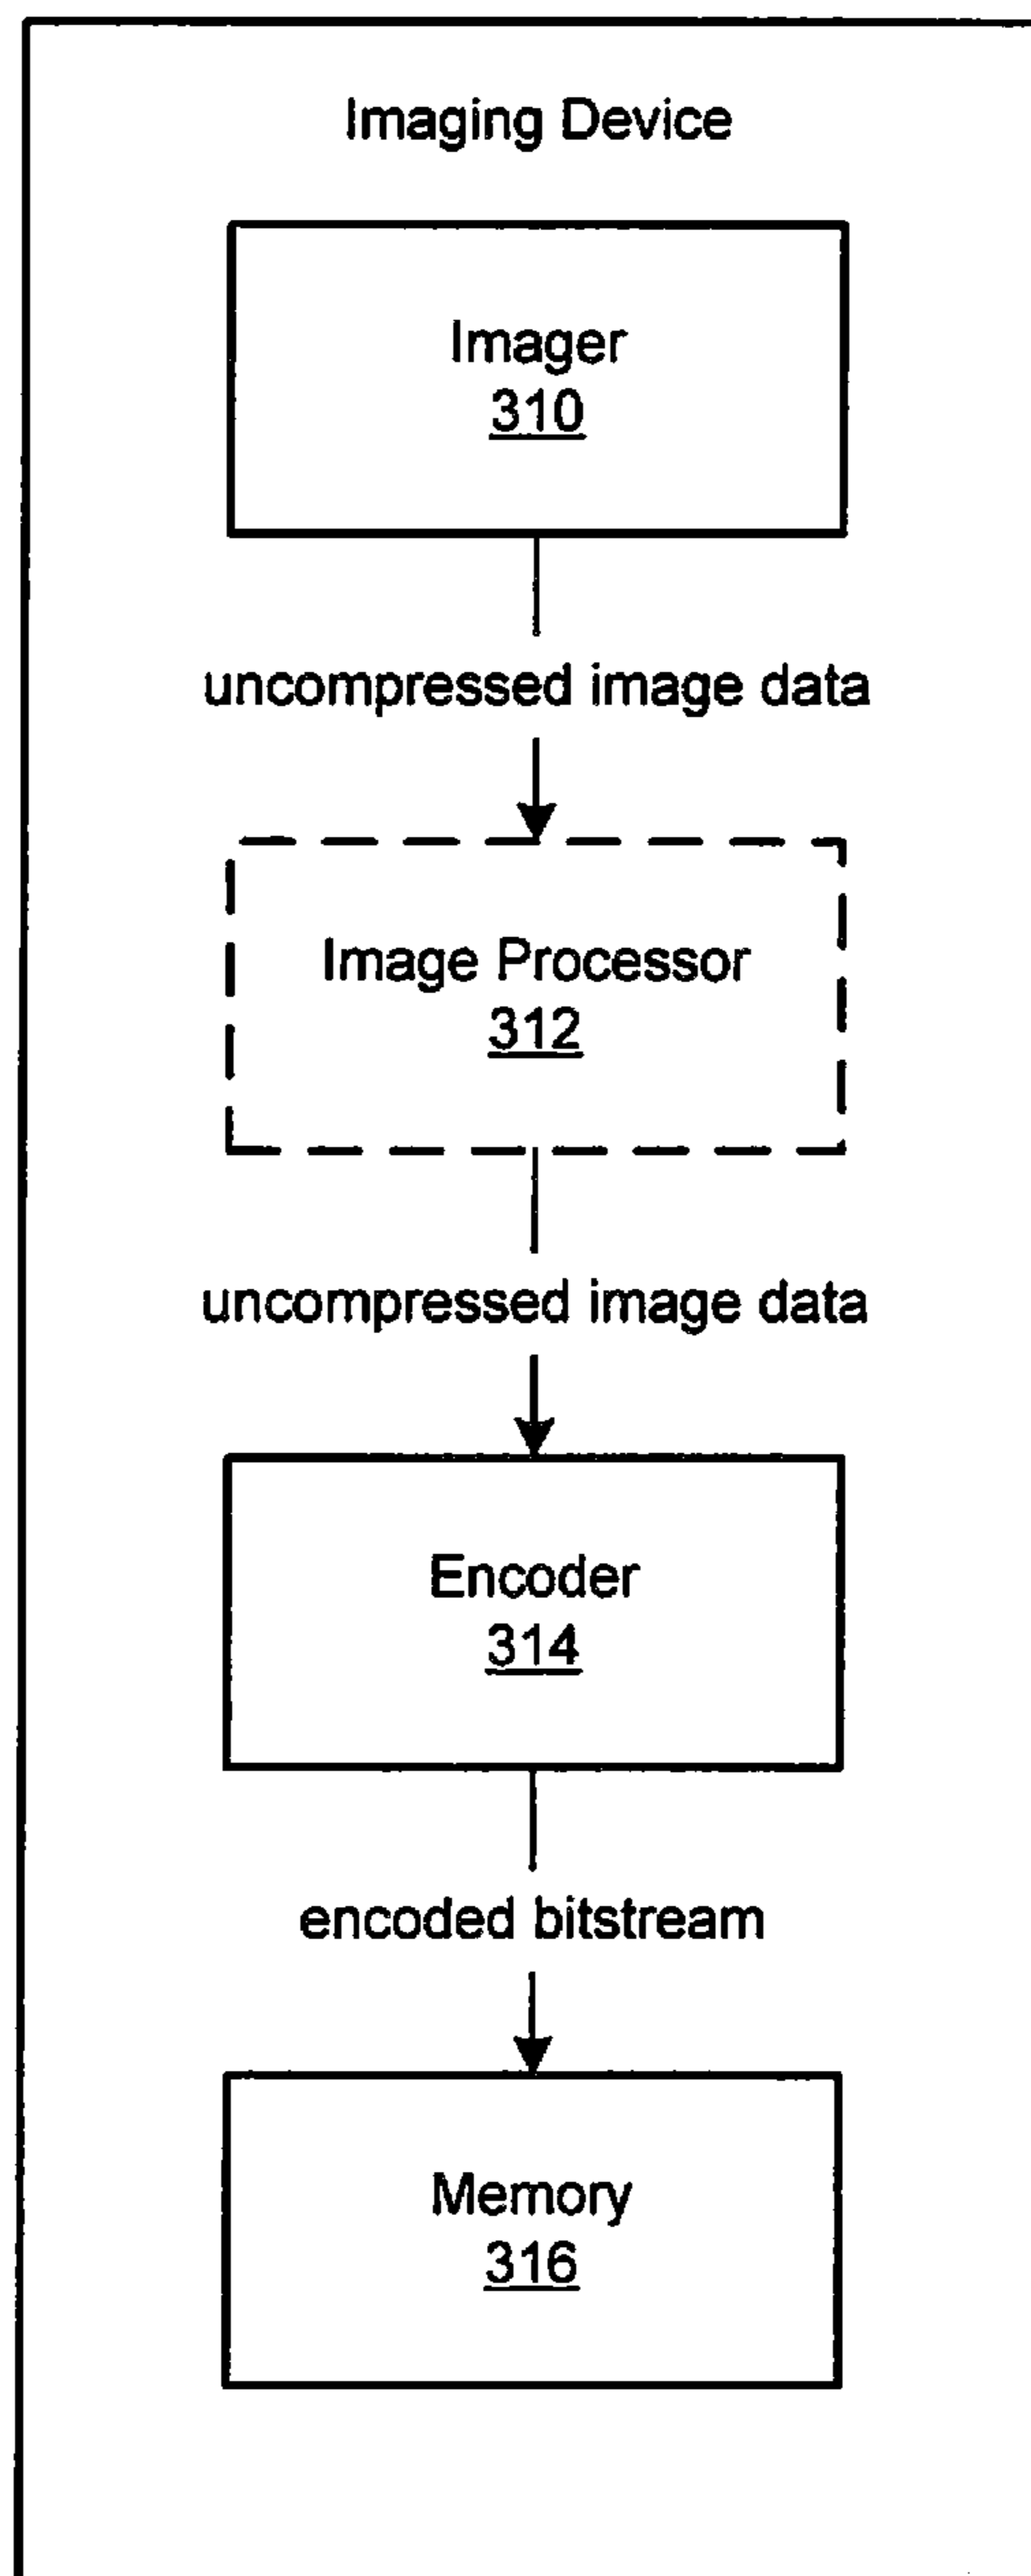 Imaging Device
Imager
310
uncompressed image data
Image Processor
312
uncompressed image data
Encoder
314
encoded bitstream
Memory
316